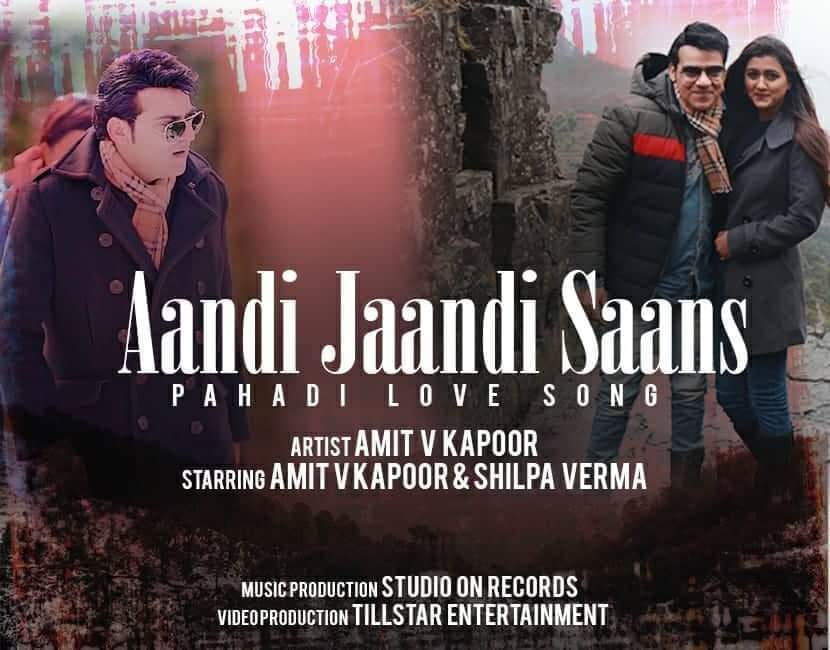 Aandi Jaandi Saans
PAHADI LOVE SONG
ARTIST AMIT V KAPOOR
STARRING AMIT V KAPOOR & SHILPA VERMA
MUSIC PRODUCTION STUDIO ON RECORDS
VIDEO PRODUCTION TILLSTAR ENTERTAINMENT